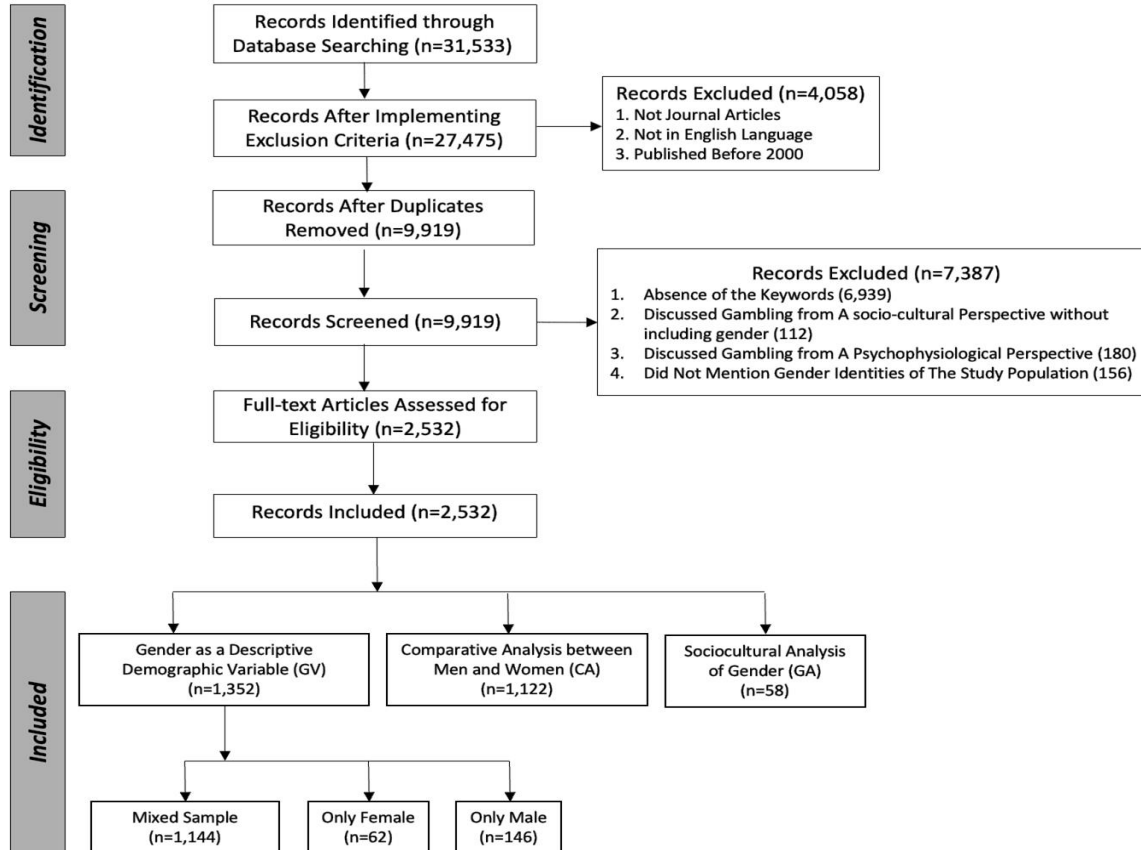 Identification
Records Identified through
Database Searching (n=31,533)
Records After Implementing
Exclusion Criteria (n=27,475)
Records Excluded (n=4,058)
1. Not Journal Articles
2. Not in English Language
3. Published Before 2000
Screening
Records After Duplicates
Removed (n=9,919)
Records Screened (n=9,919)
Records Excluded (n=7,387)
1. Absence of the Keywords (6,939)
2. Discussed Gambling from A socio-cultural Perspective without
including gender (112)
3. Discussed Gambling from A Psychophysiological Perspective (180)
4. Did Not Mention Gender Identities of The Study Population (156)
Eligibility
Full-text Articles Assessed for
Eligibility (n=2,532)
Records Included (n=2,532)
Included
Gender as a Descriptive
Demographic Variable (GV)
(n=1,352)
Comparative Analysis between
Men and Women (CA)
(n=1,122)
Sociocultural Analysis
of Gender (GA)
(n=58)
Mixed Sample
(n=1,144)
Only Female
(n=62)
Only Male
(n=146)